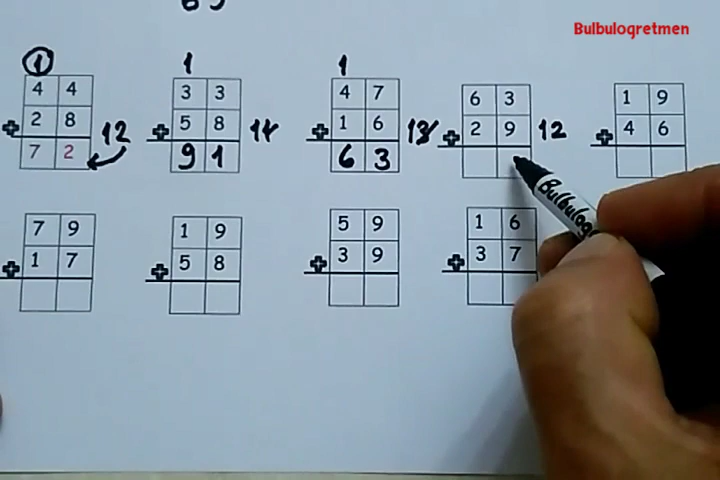 Bulbulogretmen
1 1 1
4 4 3 3 4 7 6 3 1 9
+ 2 8 12 + 5 8 11 + 1 6 13 + 2 9 12 + 4 6
7 2 9 1 6 3
Bulbulog
7 9 1 9 5 9 1 6
+ 1 7 + 5 8 + 3 9 + 3 7